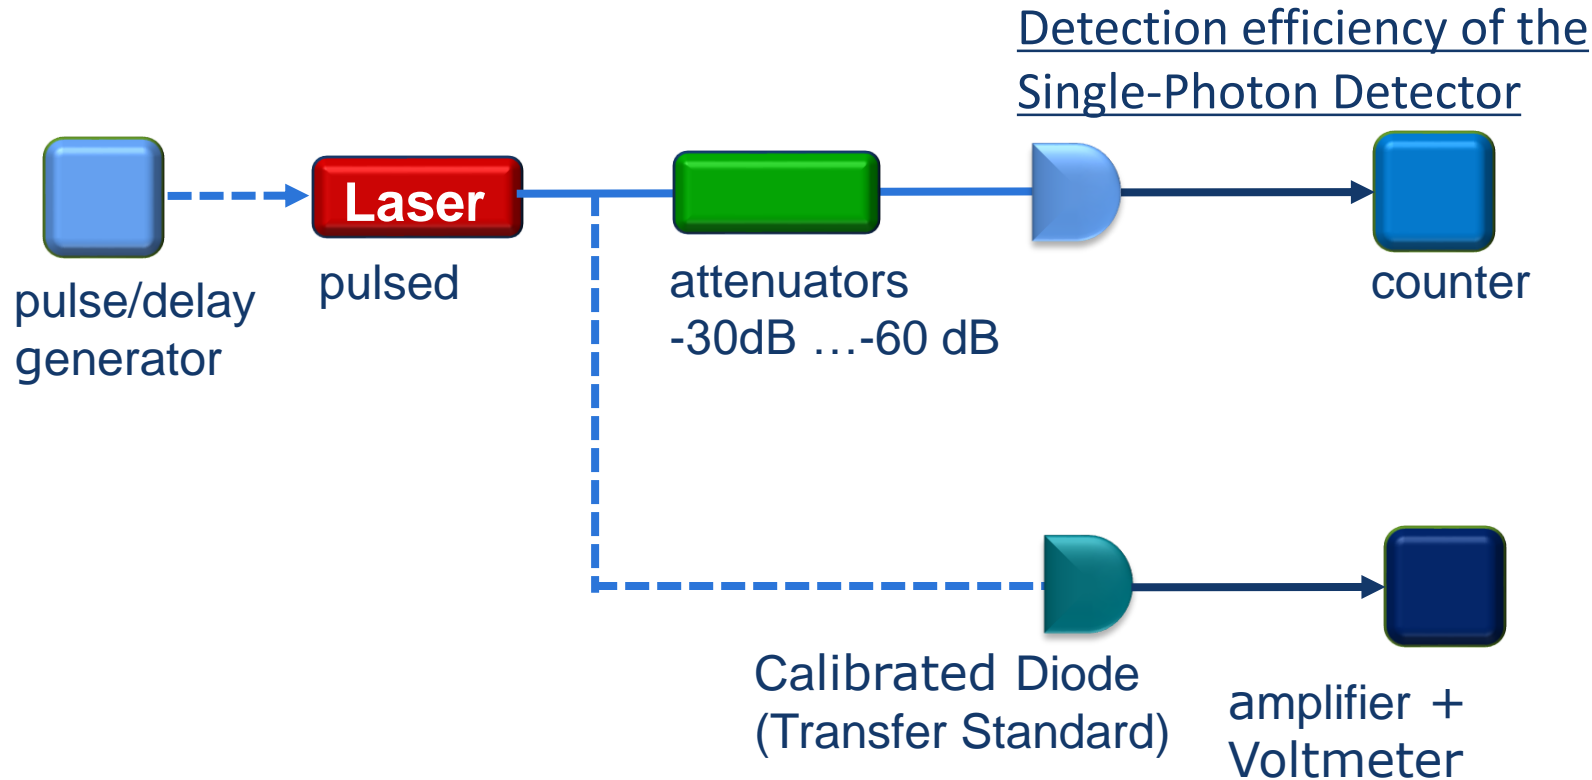 Detection efficiency of the
Single-Photon Detector
Laser
pulse/delay
generator
pulsed
attenuators
-30dB …-60 dB
counter
Calibrated Diode
(Transfer Standard)
amplifier +
Voltmeter